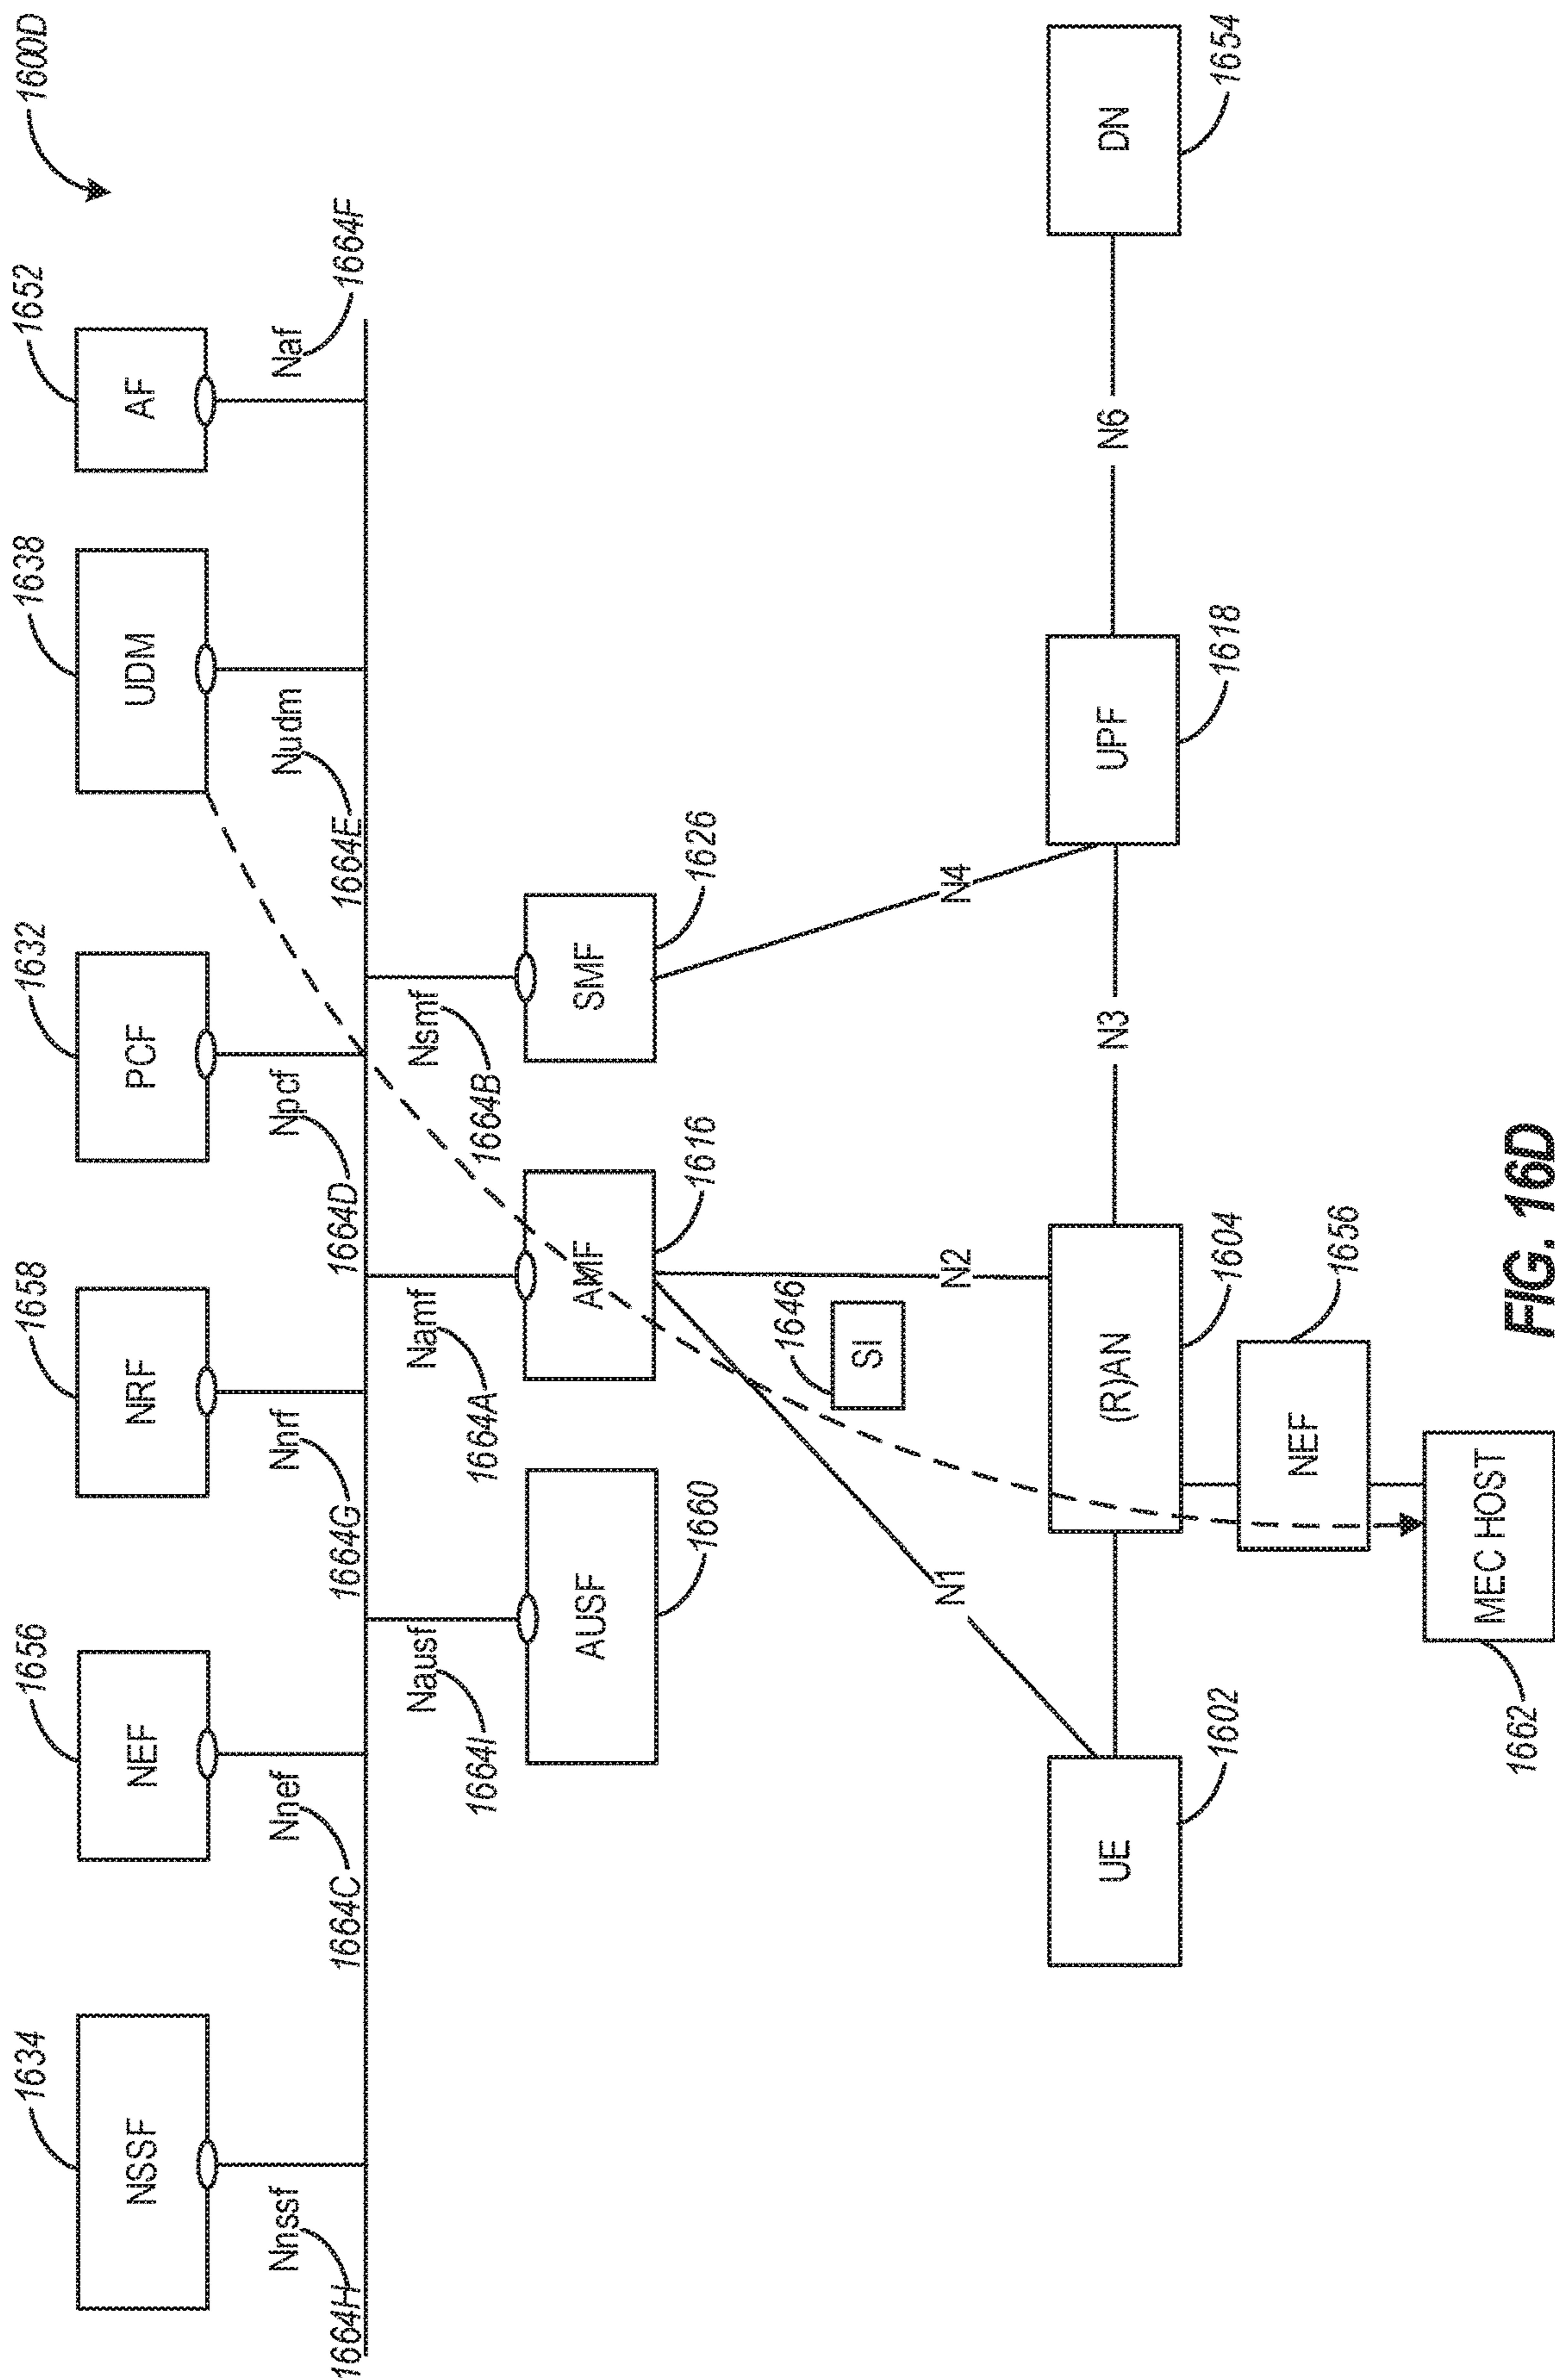 1600D
1634
1656
1658
1632
1638
1652
NSSF
NEF
NRF
PCF
UDM
AF
Nnssf
Nnef
Nnrf
Npcf
Nudm
Naf
1664H
1664C
1664G
1664D
1664E
1664F
Nausf
Namf
Nsmf
1664I
1664A
1664B
AUSF
AMF
SMF
1660
1616
1626
1646
SI
N1
N2
N4
UE
(R)AN
N3
UPF
N6
DN
1602
1604
1618
1654
NEF
1656
MEC HOST
1662
FIG. 16D